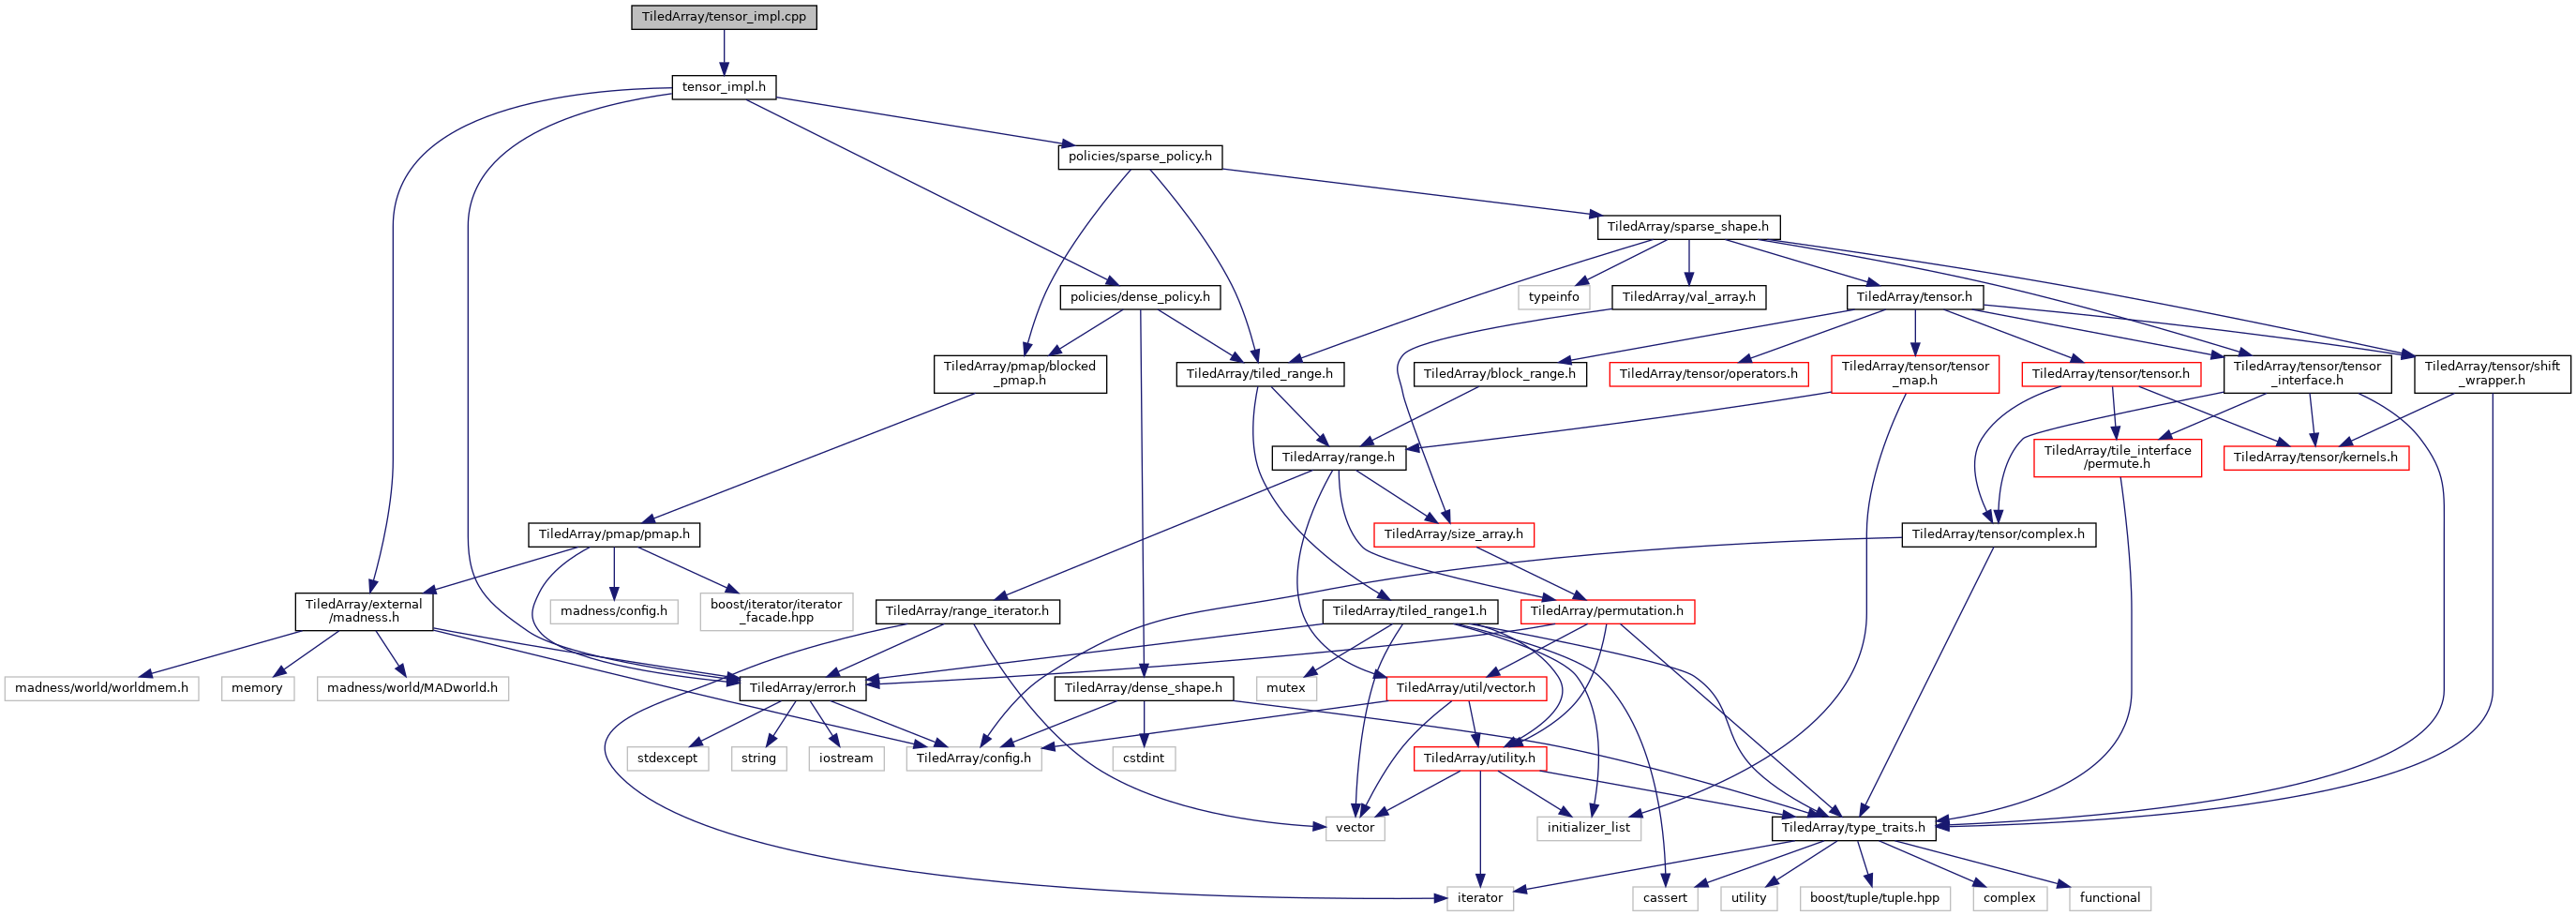 TiledArray/tensor_impl.cpp
tensor_impl.h
policies/sparse_policy.h
TiledArray/sparse_shape.h
policies/dense_policy.h
typeinfo
TiledArray/val_array.h
TiledArray/tensor.h
TiledArray/pmap/blocked
_pmap.h
TiledArray/tiled_range.h
TiledArray/block_range.h
TiledArray/tensor/operators.h
TiledArray/tensor/tensor
_map.h
TiledArray/tensor/tensor.h
TiledArray/tensor/tensor
_interface.h
TiledArray/tensor/shift
_wrapper.h
TiledArray/range.h
TiledArray/tile_interface
/permute.h
TiledArray/tensor/kernels.h
TiledArray/pmap/pmap.h
TiledArray/size_array.h
TiledArray/tensor/complex.h
TiledArray/external
/madness.h
madness/config.h
boost/iterator/iterator
_facade.hpp
TiledArray/range_iterator.h
TiledArray/tiled_range1.h
TiledArray/permutation.h
madness/world/worldmem.h
memory
madness/world/MADworld.h
TiledArray/error.h
TiledArray/dense_shape.h
mutex
TiledArray/util/vector.h
stdexcept
string
iostream
TiledArray/config.h
cstdint
TiledArray/utility.h
vector
initializer_list
TiledArray/type_traits.h
iterator
cassert
utility
boost/tuple/tuple.hpp
complex
functional